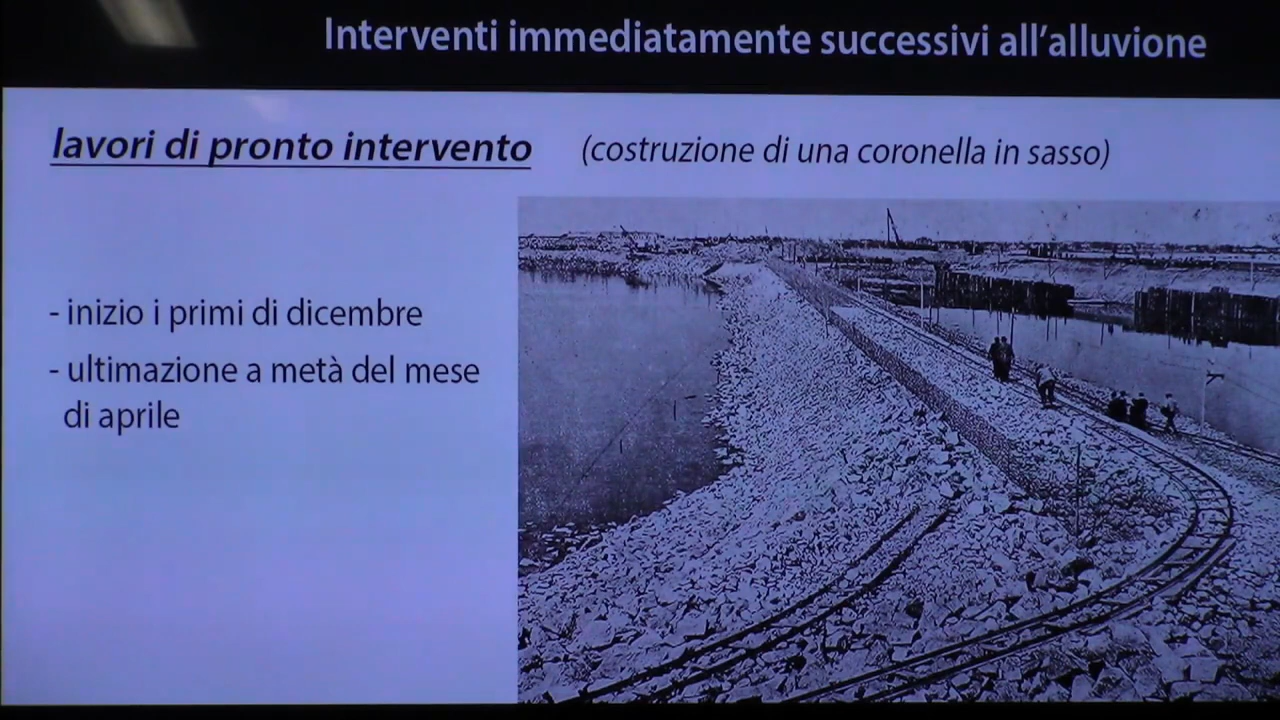 Interventi immediatamente successivi all'alluvione
lavori di pronto intervento (costruzione di una coronella in sasso)
- inizio i primi di dicembre
- ultimazione a metà del mese
di aprile